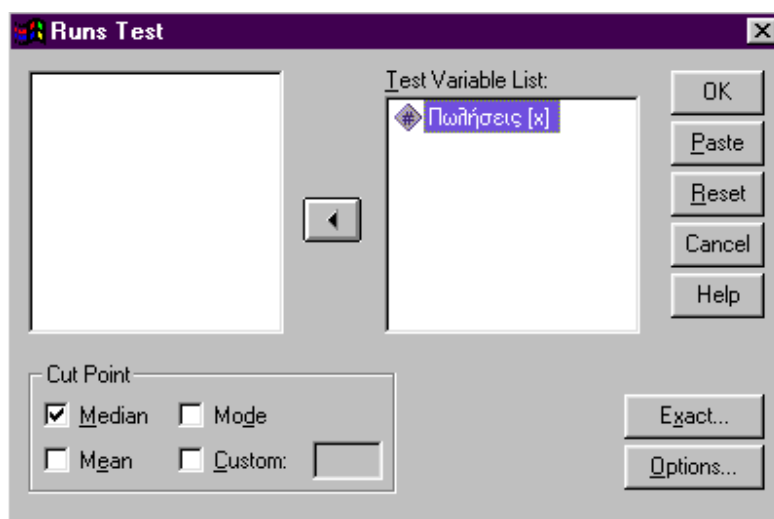 Runs Test
Test Variable List:
# Πωλήσεις [x]
OK
Paste
Reset
Cancel
Help
Cut Point
Median
Mode
Mean
Custom:
Exact...
Options...